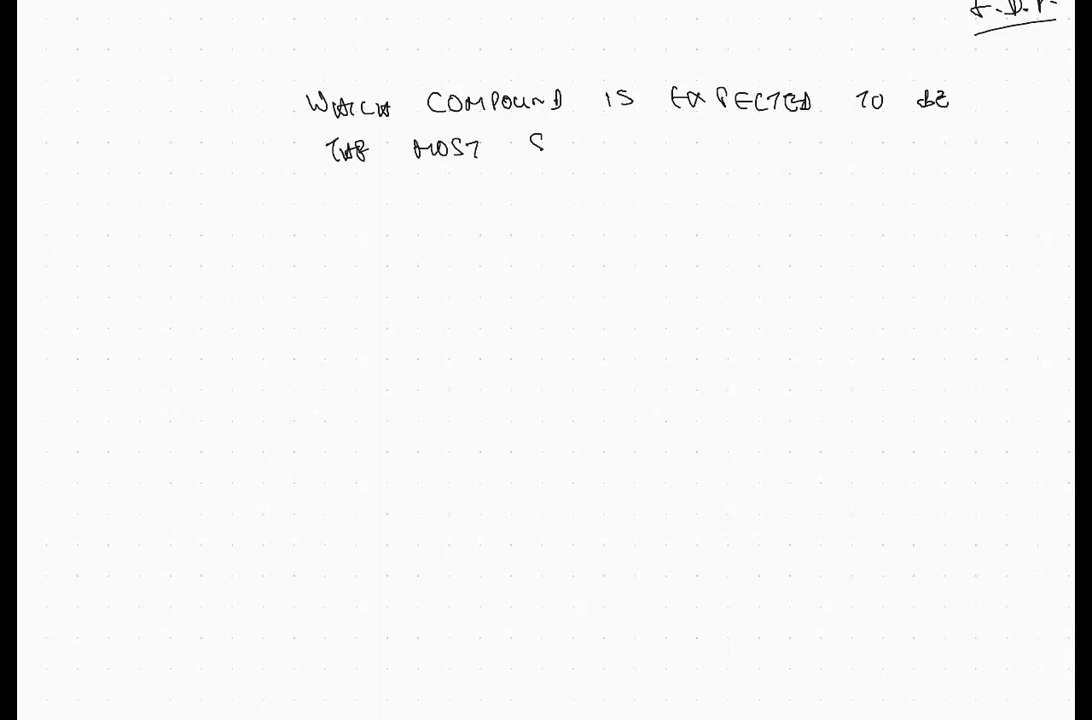 WHICH COMPOUND IS EXPECTED TO BE
THE MOST S